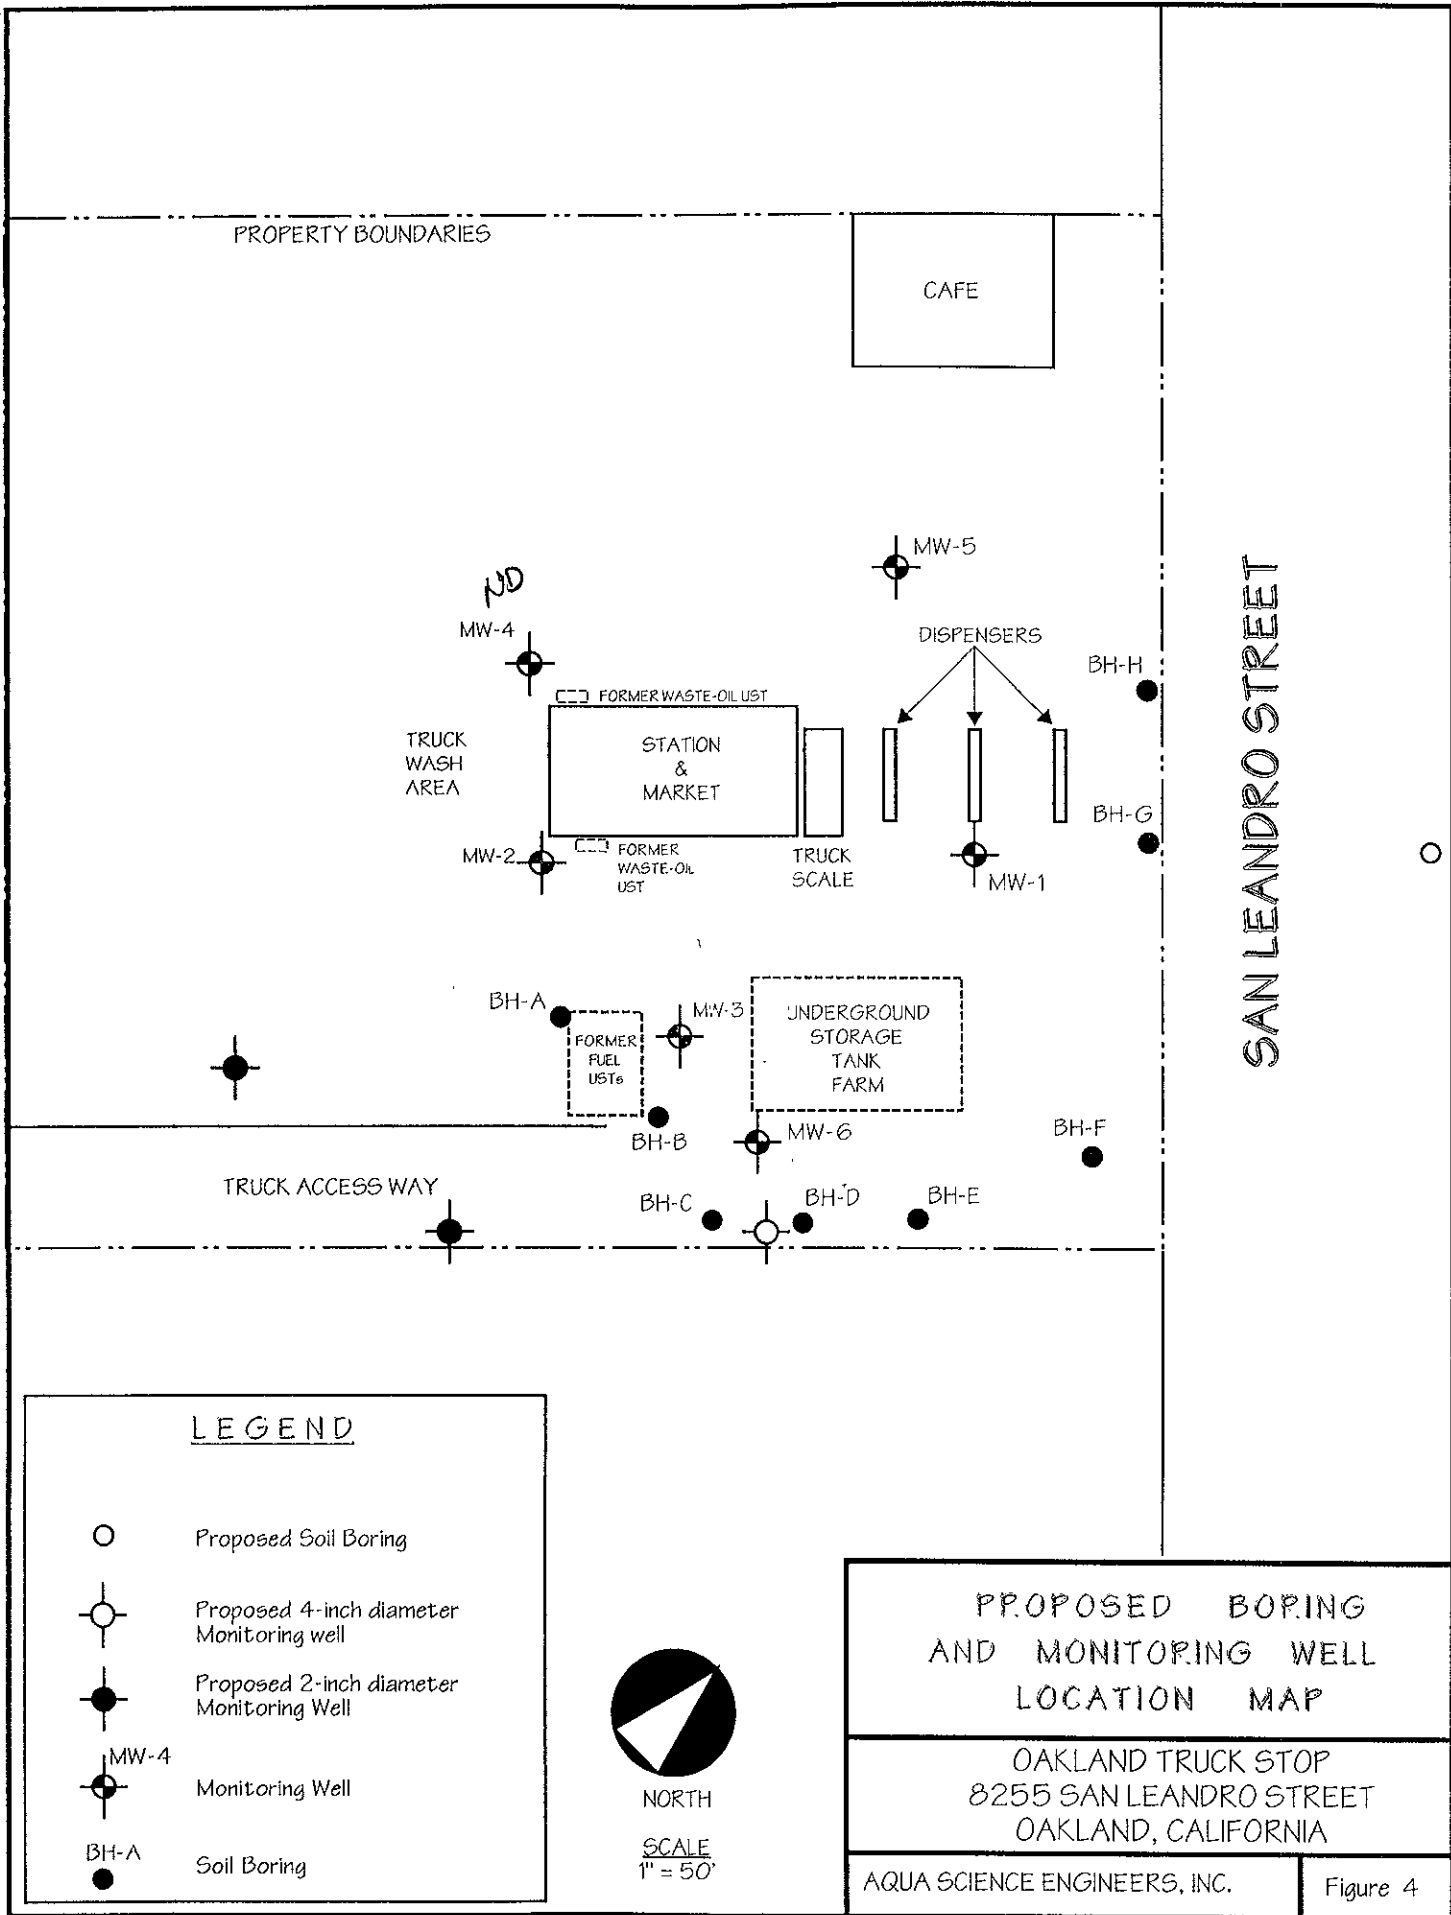 PROPERTY BOUNDARIES
CAFE
MW-5
ND
MW-4
DISPENSERS
BH-H
FORMER WASTE-OIL UST
TRUCK
WASH
AREA
STATION
&
MARKET
BH-G
MW-2
FORMER
WASTE-OIL
UST
TRUCK
SCALE
MW-1
SAN LEANDRO STREET
BH-A
MW-3
FORMER
FUEL
USTs
UNDERGROUND
STORAGE
TANK
FARM
BH-B
MW-6
BH-F
TRUCK ACCESS WAY
BH-C
BH-D
BH-E
LEGEND
Proposed Soil Boring
Proposed 4-inch diameter
Monitoring well
Proposed 2-inch diameter
Monitoring Well
MW-4
Monitoring Well
BH-A
Soil Boring
NORTH
SCALE
1" = 50'
PROPOSED BORING
AND MONITORING WELL
LOCATION MAP
OAKLAND TRUCK STOP
8255 SAN LEANDRO STREET
OAKLAND, CALIFORNIA
AQUA SCIENCE ENGINEERS, INC.
Figure 4